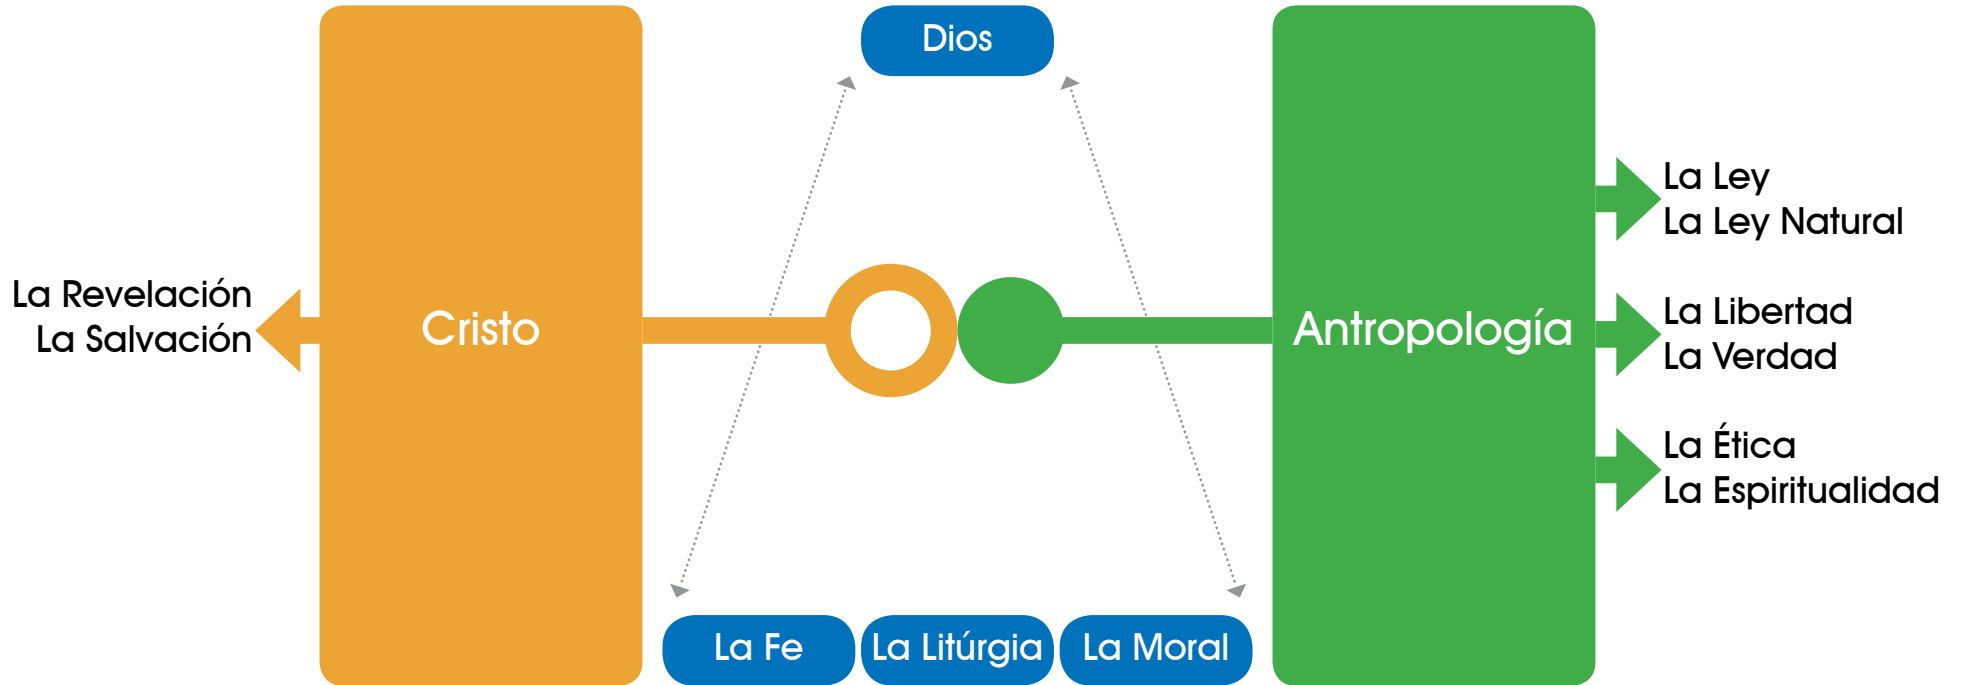 Dios
La Revelación
La Salvación
Cristo
Antropología
La Ley
La Ley Natural
La Libertad
La Verdad
La Ética
La Espiritualidad
La Fe
La Litúrgia
La Moral